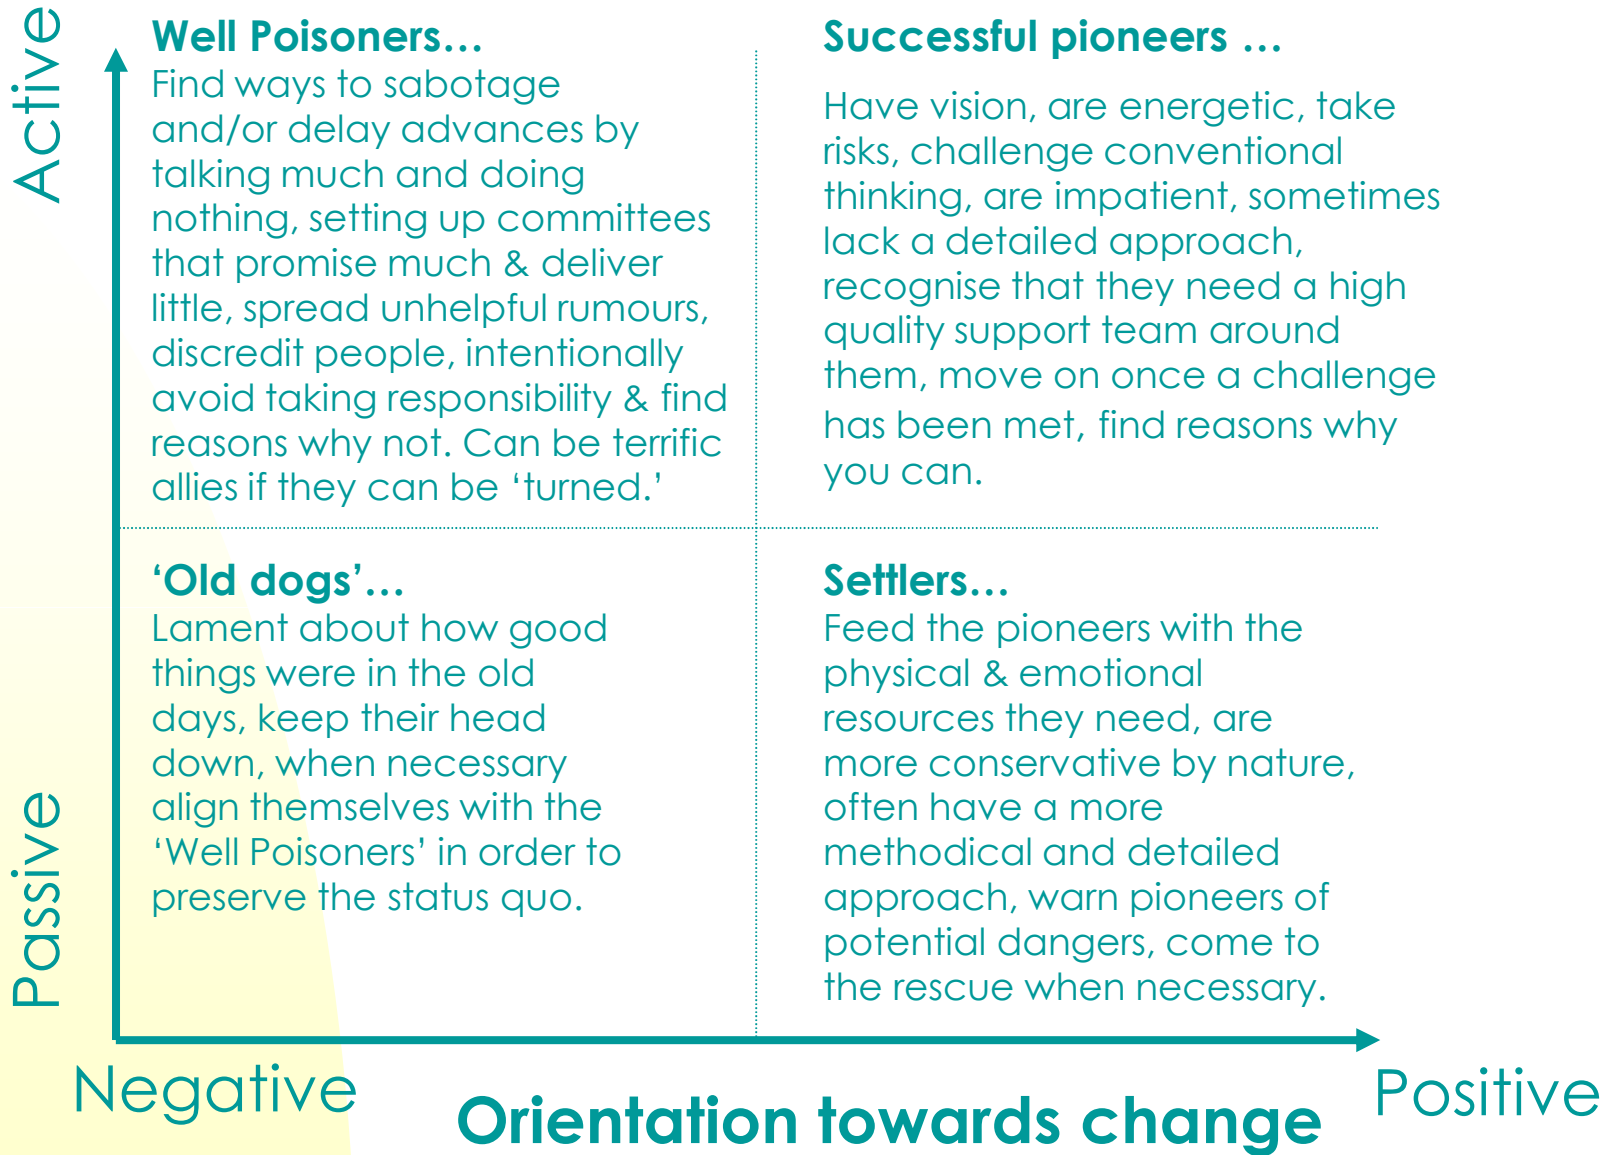 Active
Well Poisoners…
Find ways to sabotage
and/or delay advances by
talking much and doing
nothing, setting up committees
that promise much & deliver
little, spread unhelpful rumours,
discredit people, intentionally
avoid taking responsibility & find
reasons why not. Can be terrific
allies if they can be ‘turned.’
Successful pioneers …
Have vision, are energetic, take
risks, challenge conventional
thinking, are impatient, sometimes
lack a detailed approach,
recognise that they need a high
quality support team around
them, move on once a challenge
has been met, find reasons why
you can.
Passive
‘Old dogs’…
Lament about how good
things were in the old
days, keep their head
down, when necessary
align themselves with the
‘Well Poisoners’ in order to
preserve the status quo.
Settlers…
Feed the pioneers with the
physical & emotional
resources they need, are
more conservative by nature,
often have a more
methodical and detailed
approach, warn pioneers of
potential dangers, come to
the rescue when necessary.
Negative
Orientation towards change
Positive